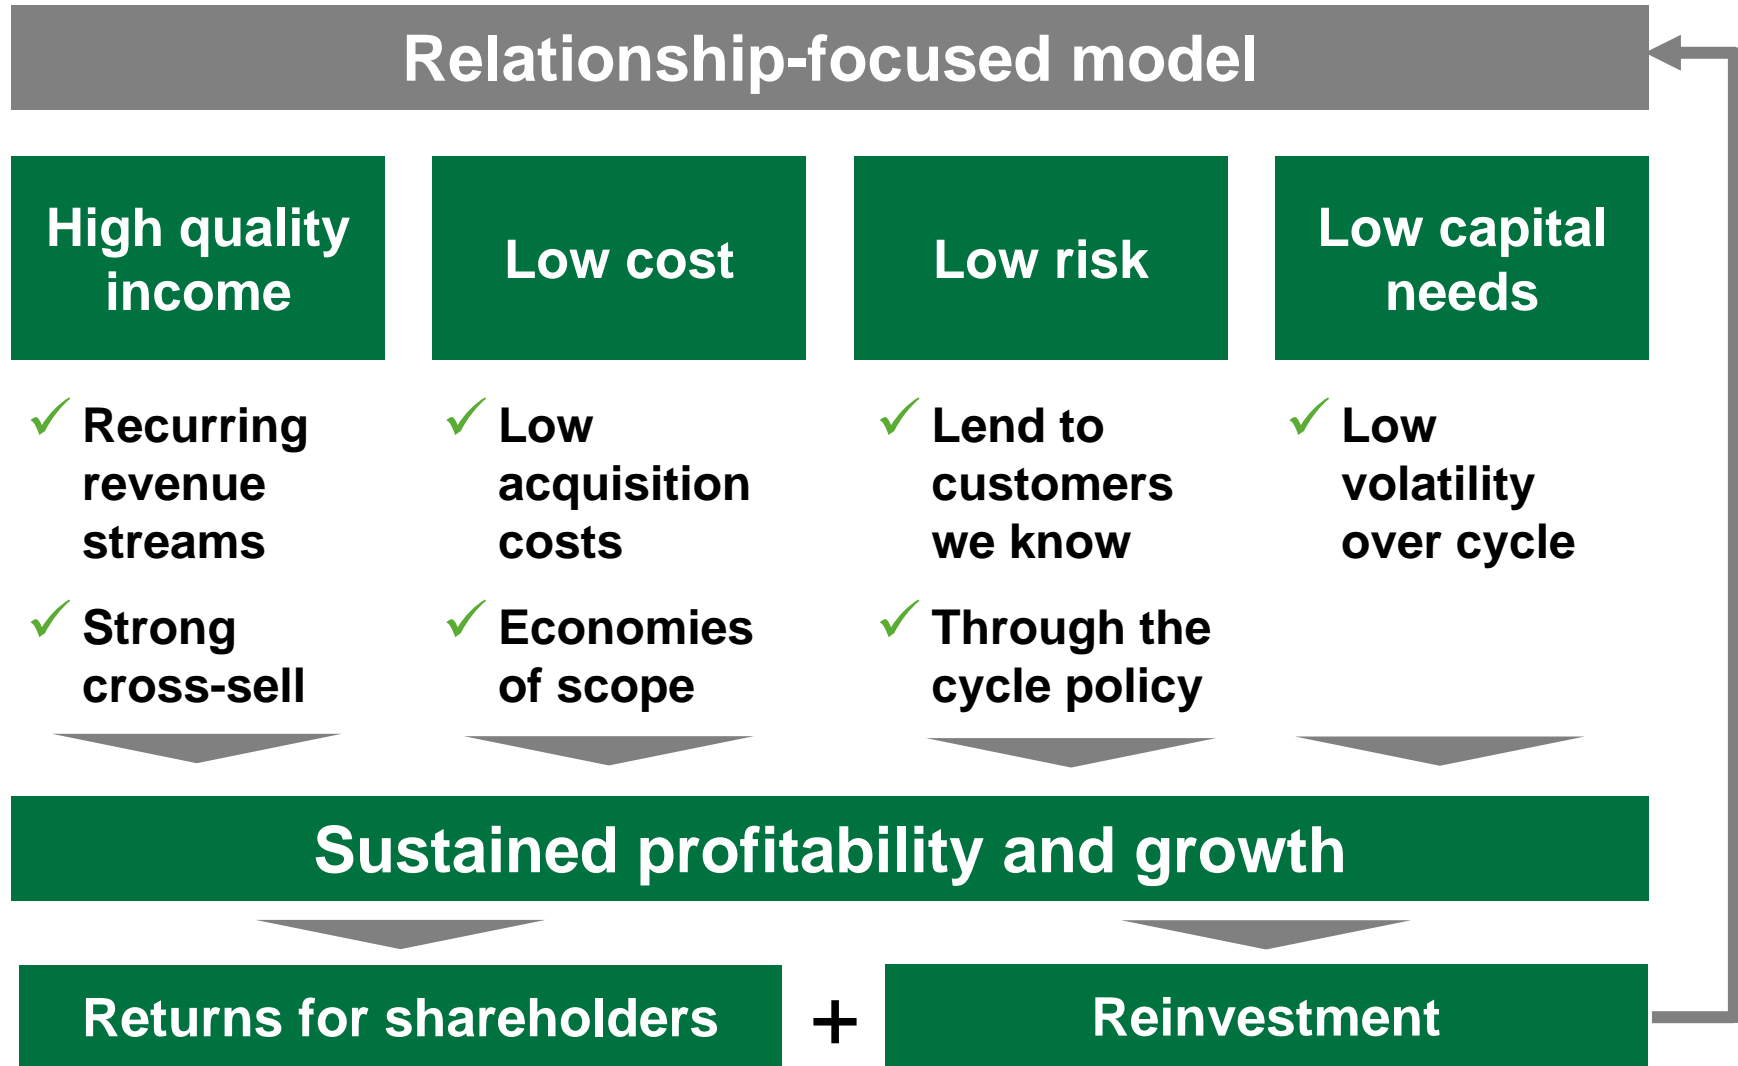 Relationship-focused model
High quality
income
Low cost
Low risk
Low capital
needs
Recurring
revenue
streams
Strong
cross-sell
Low
acquisition
costs
Economies
of scope
Lend to
customers
we know
Through the
cycle policy
Low
volatility
over cycle
Sustained profitability and growth
Returns for shareholders
+
Reinvestment